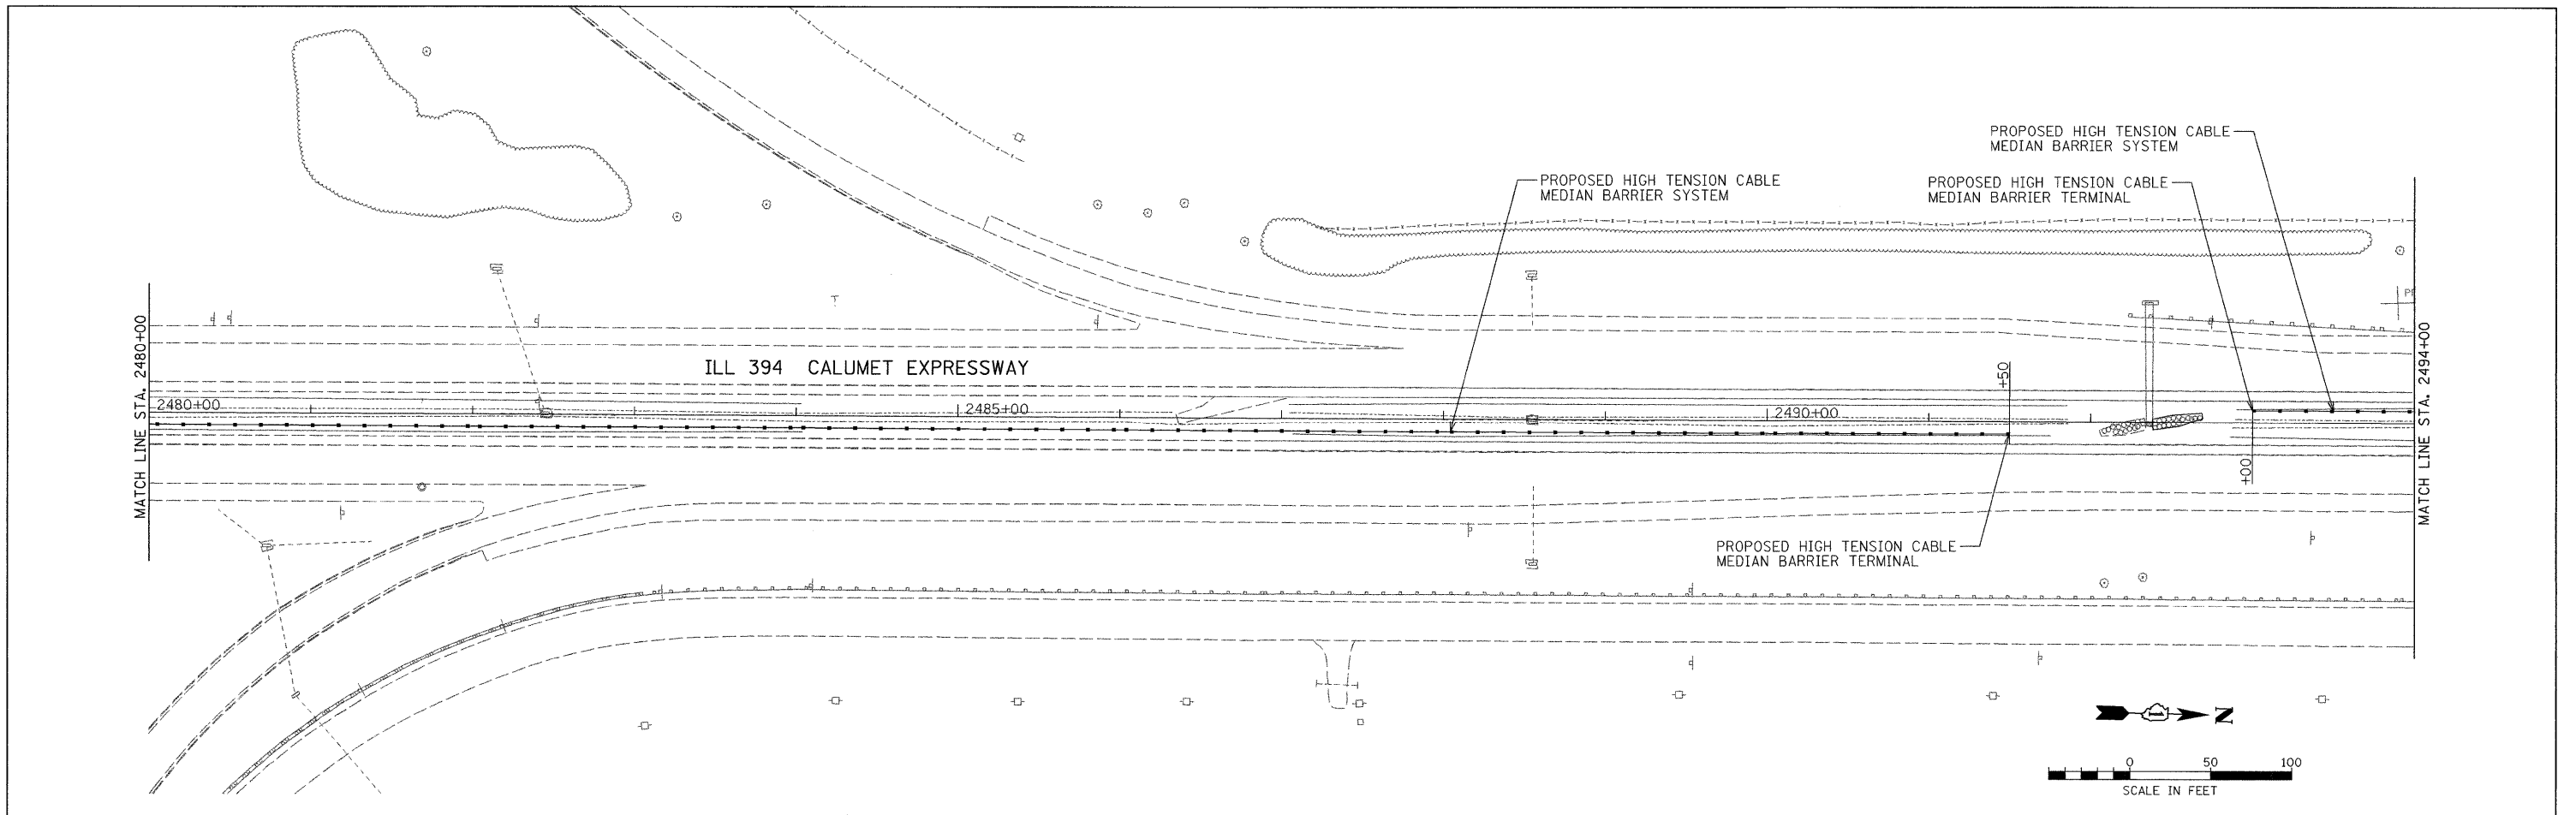 PROPOSED HIGH TENSION CABLE
MEDIAN BARRIER SYSTEM
PROPOSED HIGH TENSION CABLE
MEDIAN BARRIER SYSTEM
PROPOSED HIGH TENSION CABLE
MEDIAN BARRIER TERMINAL
MATCH LINE STA. 2480+00
ILL 394 CALUMET EXPRESSWAY
2480+00
2485+00
2490+00
+50
+00
MATCH LINE STA. 2494+00
PROPOSED HIGH TENSION CABLE
MEDIAN BARRIER TERMINAL
N
0 50 100
SCALE IN FEET